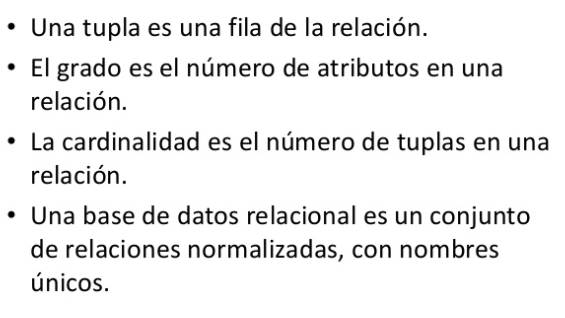 • Una tupla es una fila de la relación.
• El grado es el número de atributos en una
relación.
• La cardinalidad es el número de tuplas en una
relación.
• Una base de datos relacional es un conjunto
de relaciones normalizadas, con nombres
únicos.